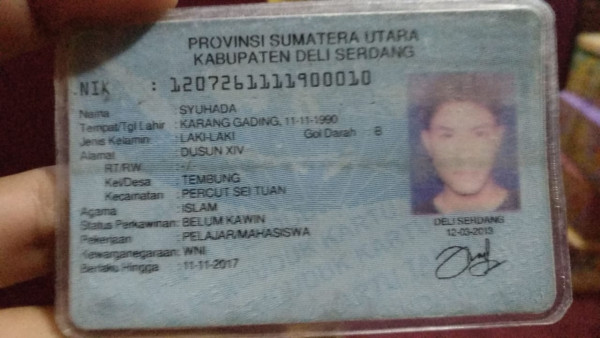 PROVINSI SUMATERA UTARA
KABUPATEN DELI SERDANG
NIK : 1207261111900010
Nama : SYUHADA
Tempat/Tgl Lahir : KARANG GADING, 11-11-1990
Jenis Kelamin : LAKI-LAKI Gol Darah : B
Alamat : DUSUN XIV
RT/RW : -/
Kel/Desa : TEMBUNG
Kecamatan : PERCUT SEI TUAN
Agama : ISLAM
Status Perkawinan : BELUM KAWIN
Pekerjaan : PELAJAR/MAHASISWA
Kewarganegaraan : WNI
Berlaku Hingga : 11-11-2017
DELI SERDANG
12-03-2013